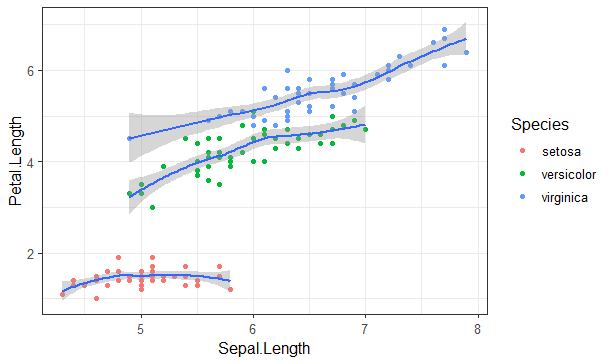 6
4
2
Petal.Length
5
6
7
8
Sepal.Length
Species
setosa
versicolor
virginica